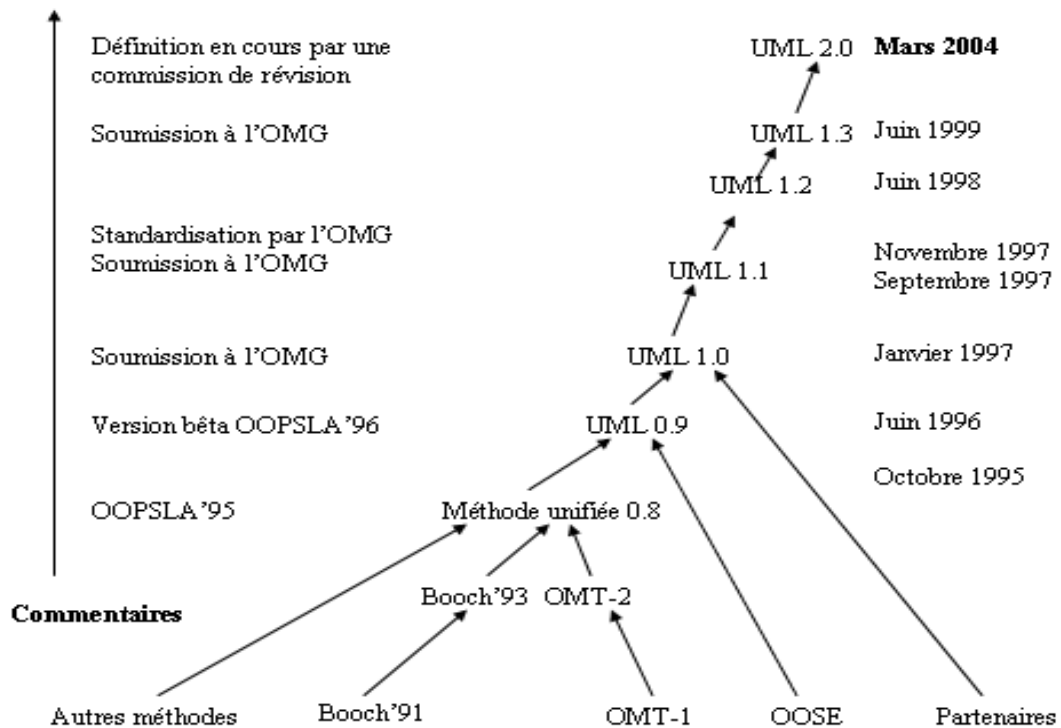 Définition en cours par une
commission de révision
UML 2.0
Mars 2004
Soumission à l'OMG
UML 1.3
Juin 1999
UML 1.2
Juin 1998
Standardisation par l'OMG
Soumission à l'OMG
UML 1.1
Novembre 1997
Septembre 1997
Soumission à l'OMG
UML 1.0
Janvier 1997
Version bêta OOPSLA'96
UML 0.9
Juin 1996
Octobre 1995
OOPSLA'95
Méthode unifiée 0.8
Booch'93
OMT-2
Commentaires
Autres méthodes
Booch'91
OMT-1
OOSE
Partenaires